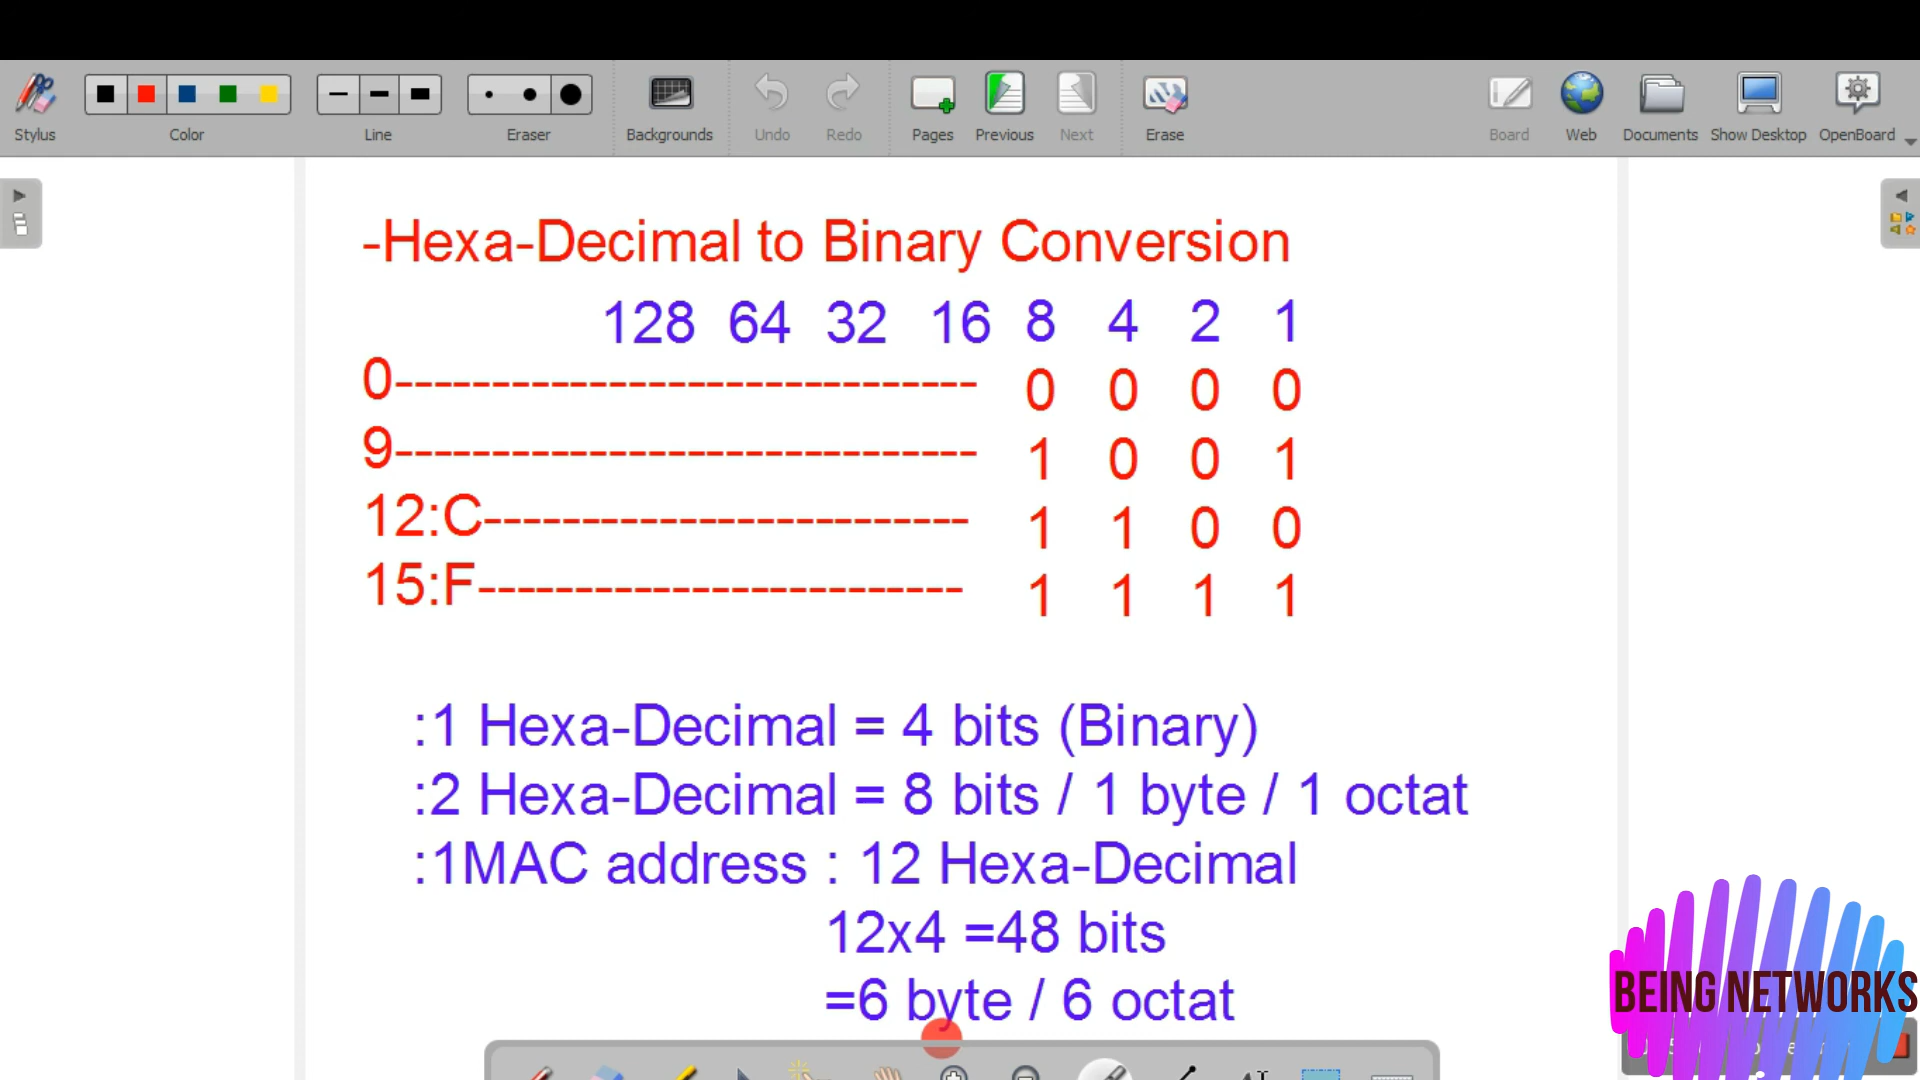 Stylus Color Line Eraser Backgrounds Undo Redo Pages Previous Next Erase Board Web Documents Show Desktop OpenBoard
-Hexa-Decimal to Binary Conversion
128 64 32 16 8 4 2 1
0------------------------------------ 0 0 0 0
9------------------------------------ 1 0 0 1
12:C------------------------------ 1 1 0 0
15:F------------------------------ 1 1 1 1
:1 Hexa-Decimal = 4 bits (Binary)
:2 Hexa-Decimal = 8 bits / 1 byte / 1 octat
:1MAC address : 12 Hexa-Decimal
12x4 =48 bits
=6 byte / 6 octat
BEING NETWORKS